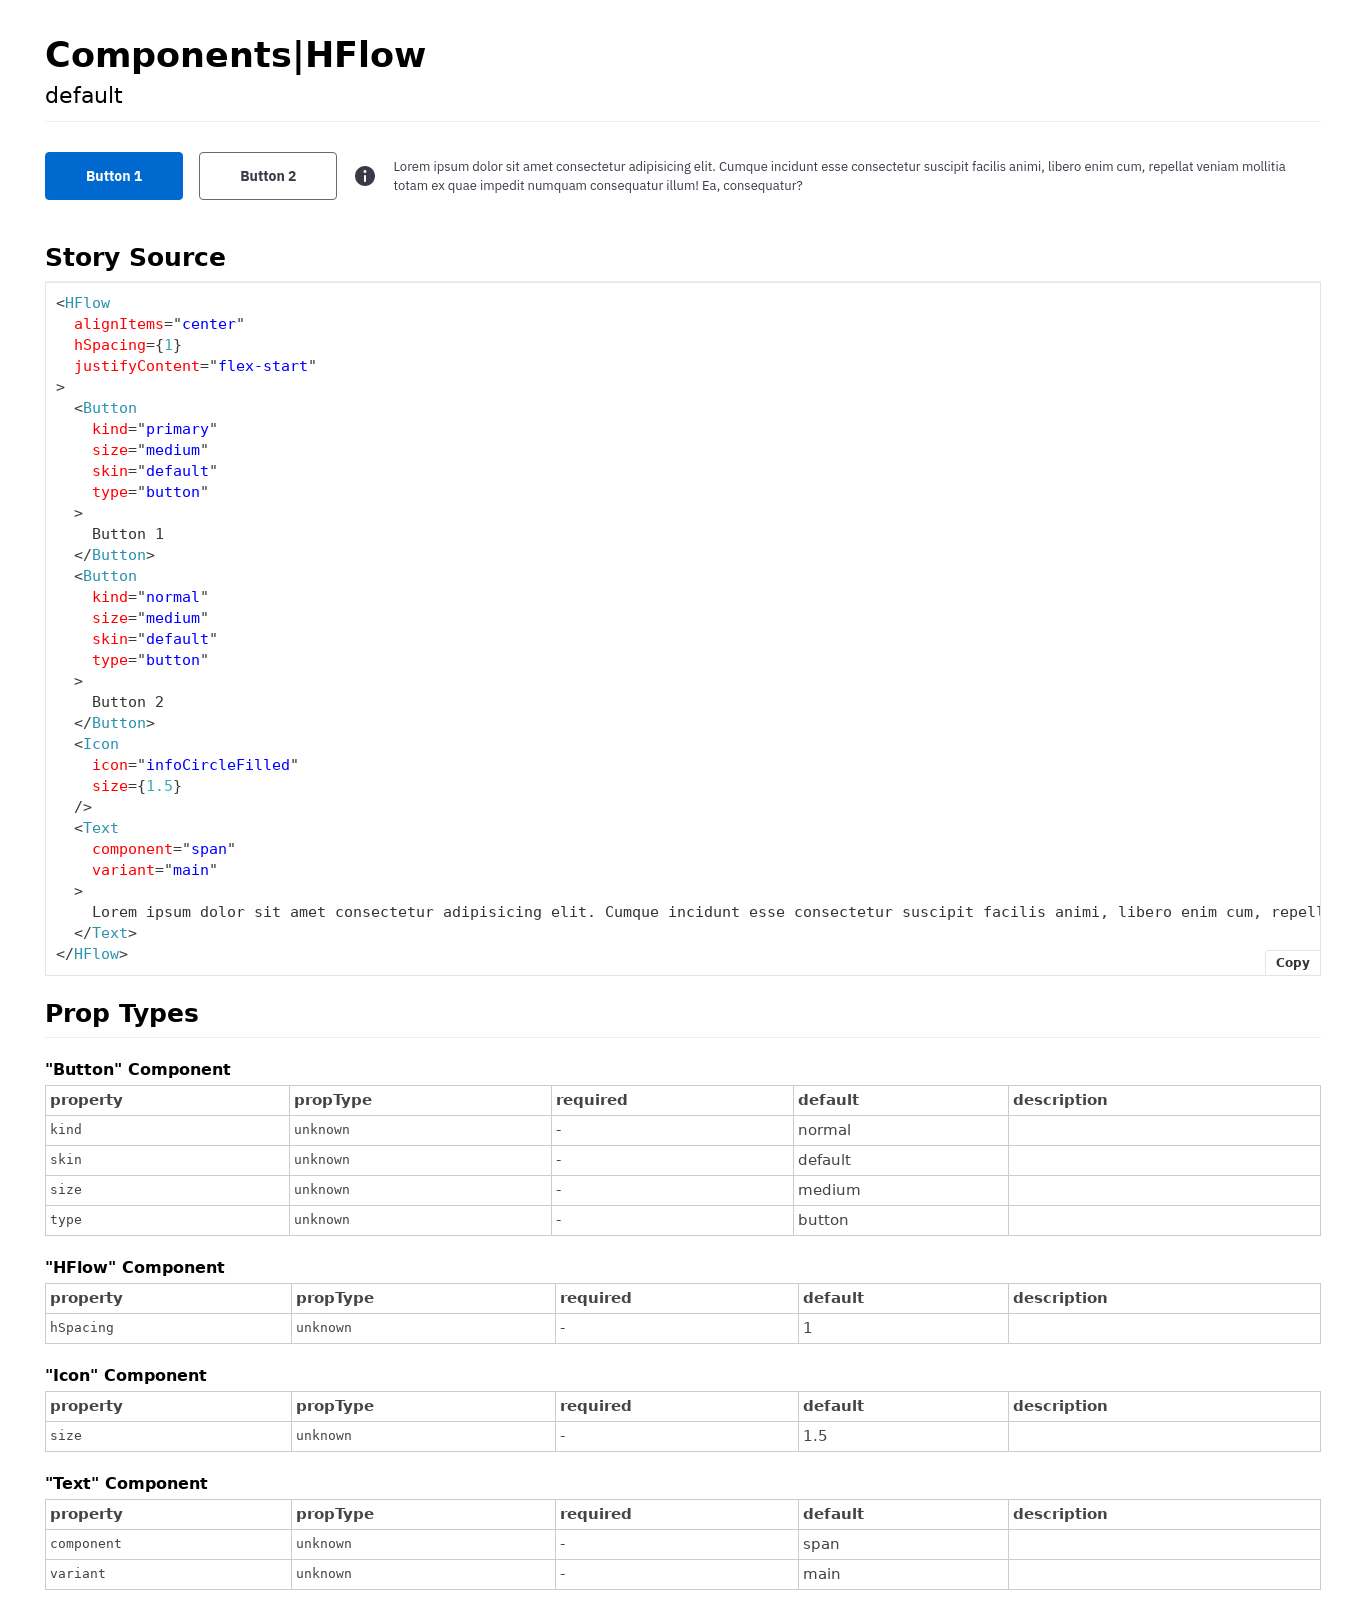 Components|HFlow
default
Button 1
Button 2
Lorem ipsum dolor sit amet consectetur adipisicing elit. Cumque incidunt esse consectetur suscipit facilis animi, libero enim cum, repellat veniam mollitia
totam ex quae impedit numquam consequatur illum! Ea, consequatur?
Story Source
<HFlow
  alignItems="center"
  hSpacing={1}
  justifyContent="flex-start"
>
  <Button
    kind="primary"
    size="medium"
    skin="default"
    type="button"
  >
    Button 1
  </Button>
  <Button
    kind="normal"
    size="medium"
    skin="default"
    type="button"
  >
    Button 2
  </Button>
  <Icon
    icon="infoCircleFilled"
    size={1.5}
  />
  <Text
    component="span"
    variant="main"
  >
    Lorem ipsum dolor sit amet consectetur adipisicing elit. Cumque incidunt esse consectetur suscipit facilis animi, libero enim cum, repell
  </Text>
</HFlow>
Copy
Prop Types
"Button" Component
property propType required default description
kind unknown - normal
skin unknown - default
size unknown - medium
type unknown - button
"HFlow" Component
property propType required default description
hSpacing unknown - 1
"Icon" Component
property propType required default description
size unknown - 1.5
"Text" Component
property propType required default description
component unknown - span
variant unknown - main